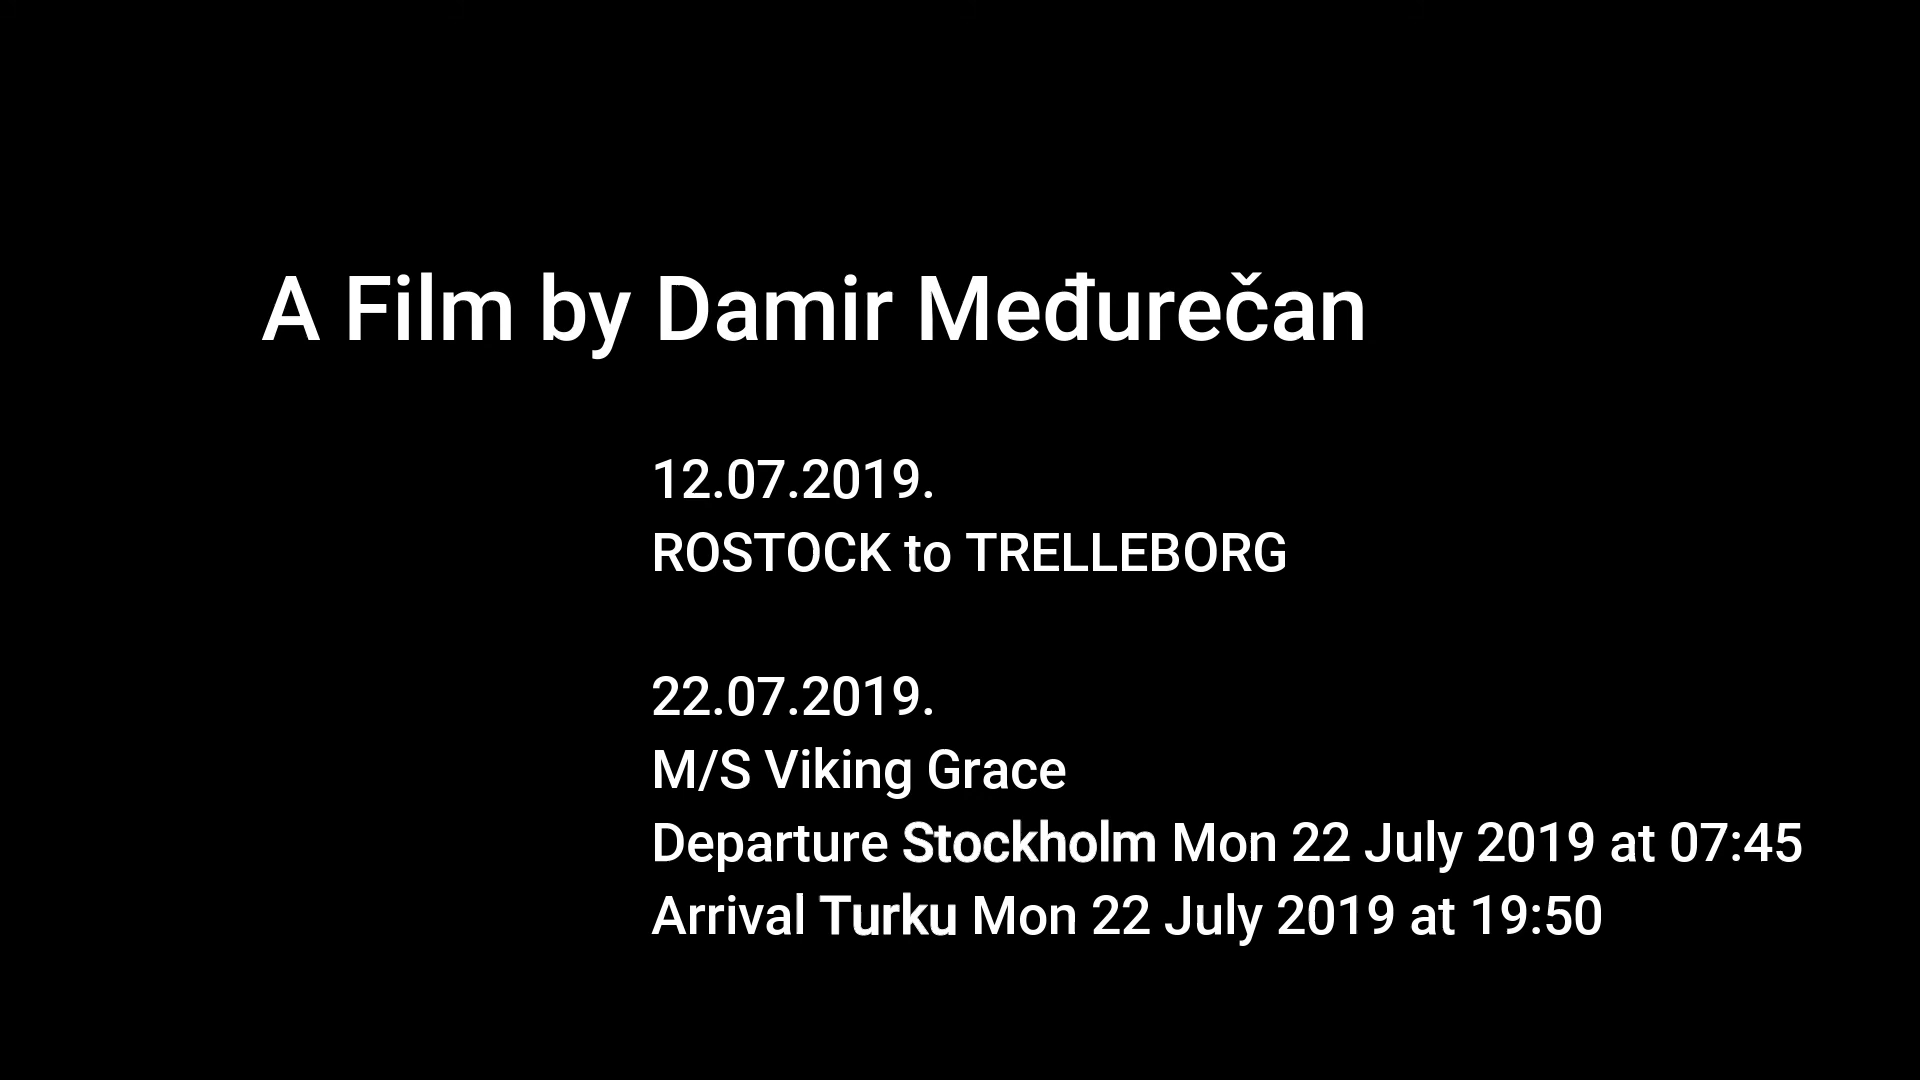 A Film by Damir Međurečan
12.07.2019.
ROSTOCK to TRELLEBORG
22.07.2019.
M/S Viking Grace
Departure Stockholm Mon 22 July 2019 at 07:45
Arrival Turku Mon 22 July 2019 at 19:50